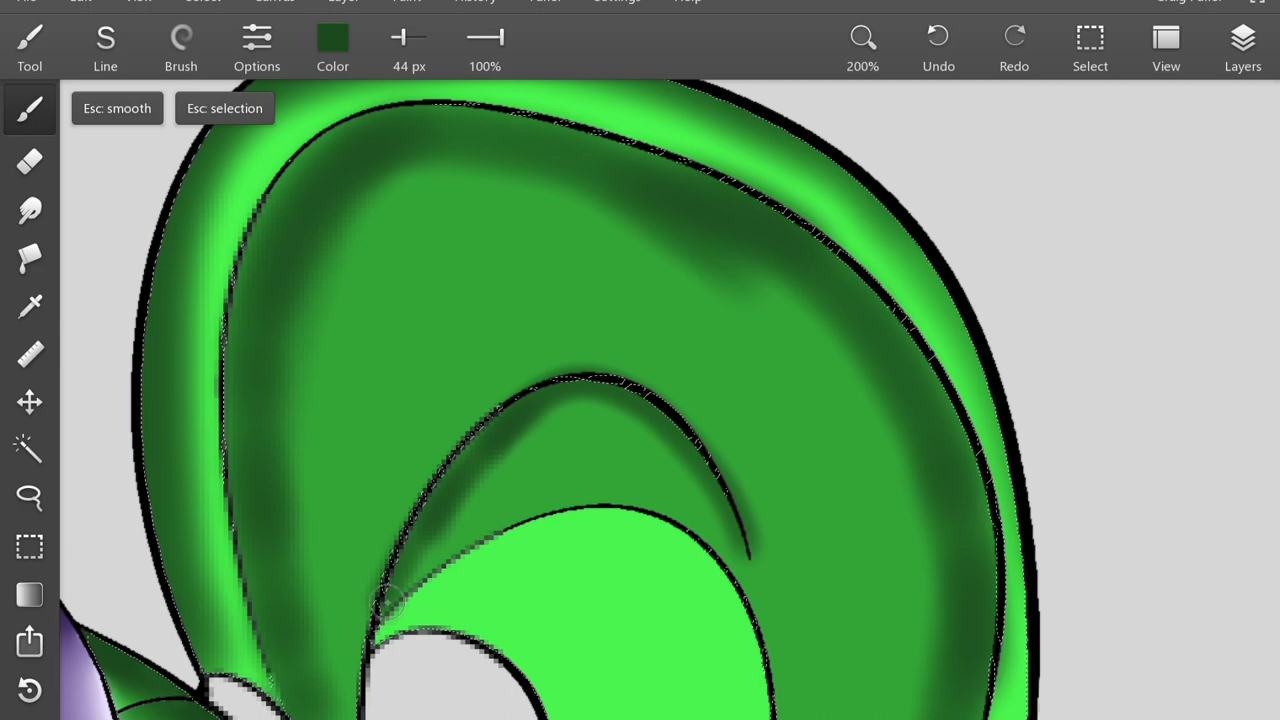 Tool Line Brush Options Color 44 px 100% 200% Undo Redo Select View Layers
Esc: smooth Esc: selection